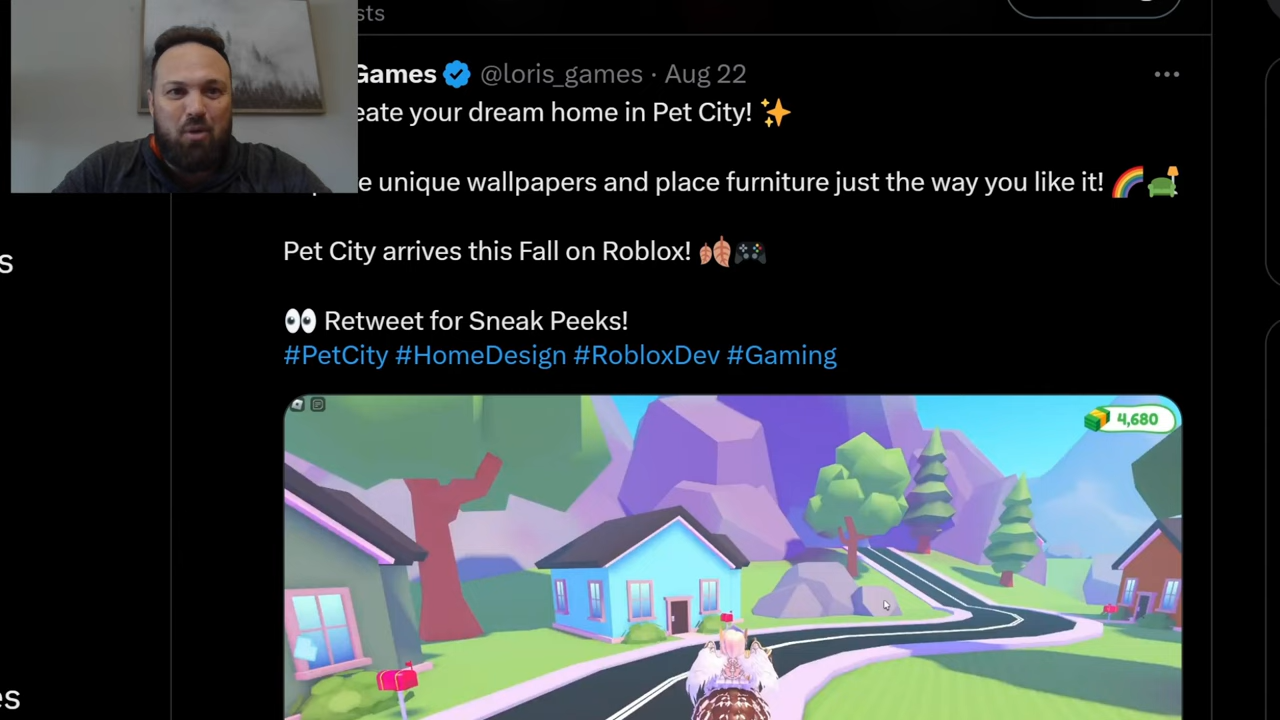 sts
Games @loris_games · Aug 22
eate your dream home in Pet City! ✨
e unique wallpapers and place furniture just the way you like it! 🌈🛋️
s
Pet City arrives this Fall on Roblox! 🍂🎮
👀 Retweet for Sneak Peeks!
#PetCity #HomeDesign #RobloxDev #Gaming
4,680
es